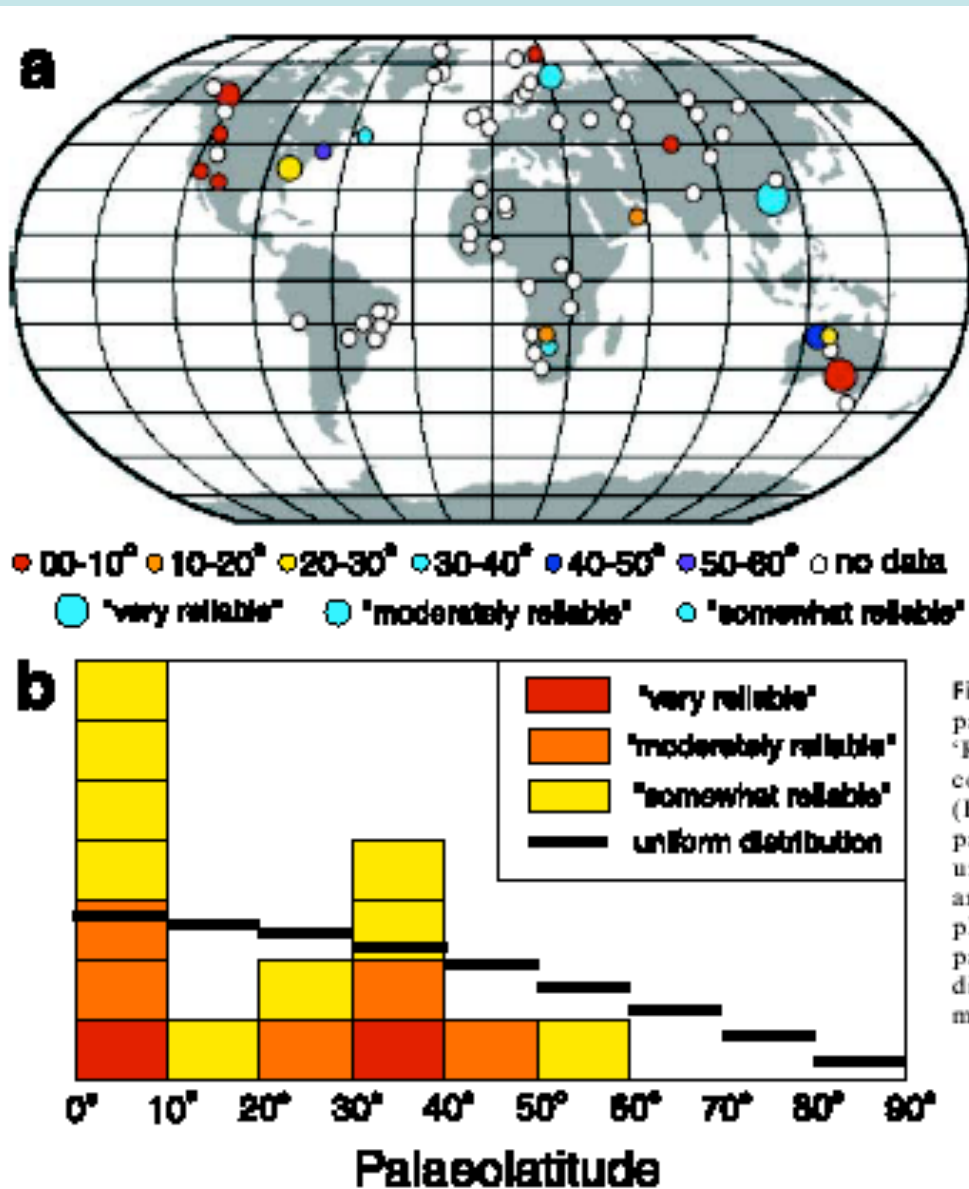 a
00-10° 10-20° 20-30° 30-40° 40-50° 50-60° no data
"very reliable" "moderately reliable" "somewhat reliable"
b
"very reliable"
"moderately reliable"
"somewhat reliable"
uniform distribution
0° 10° 20° 30° 40° 50° 60° 70° 80° 90°
Palaeolatitude